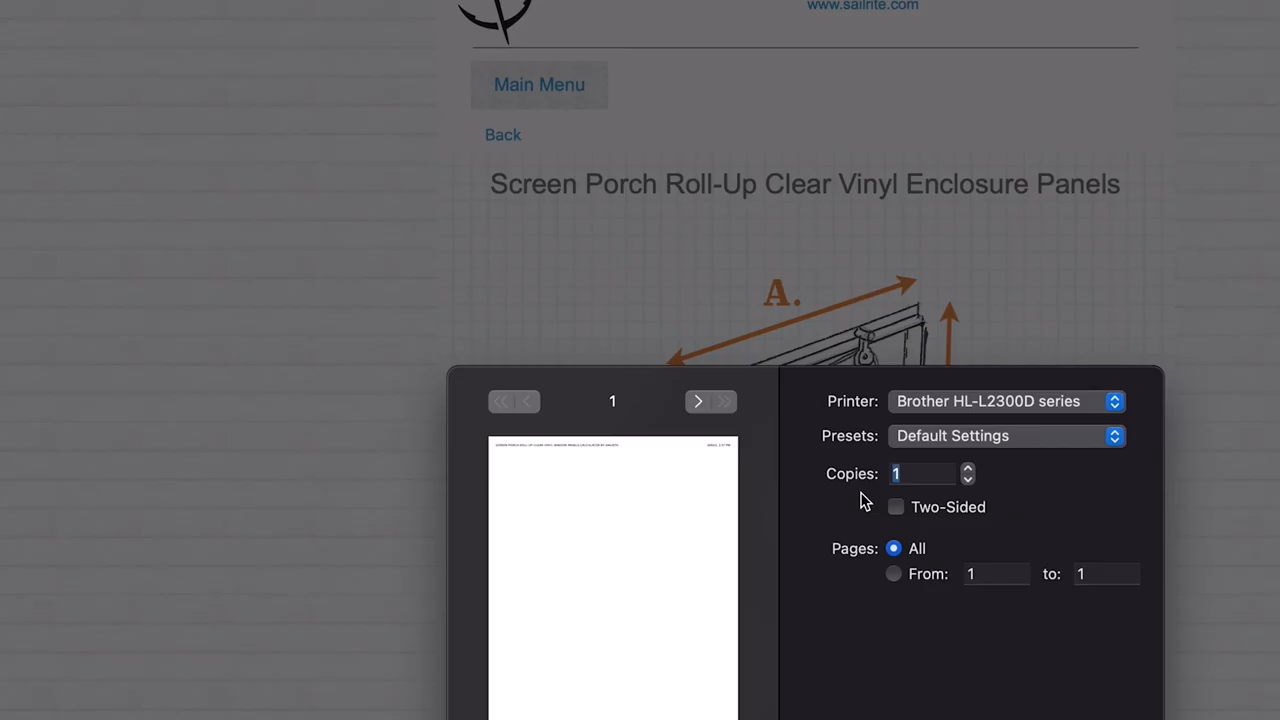 www.sailrite.com
Main Menu
Back
Screen Porch Roll-Up Clear Vinyl Enclosure Panels
A.
1
Printer: Brother HL-L2300D series
Presets: Default Settings
Copies: 1
Two-Sided
Pages: All
From: 1 to: 1